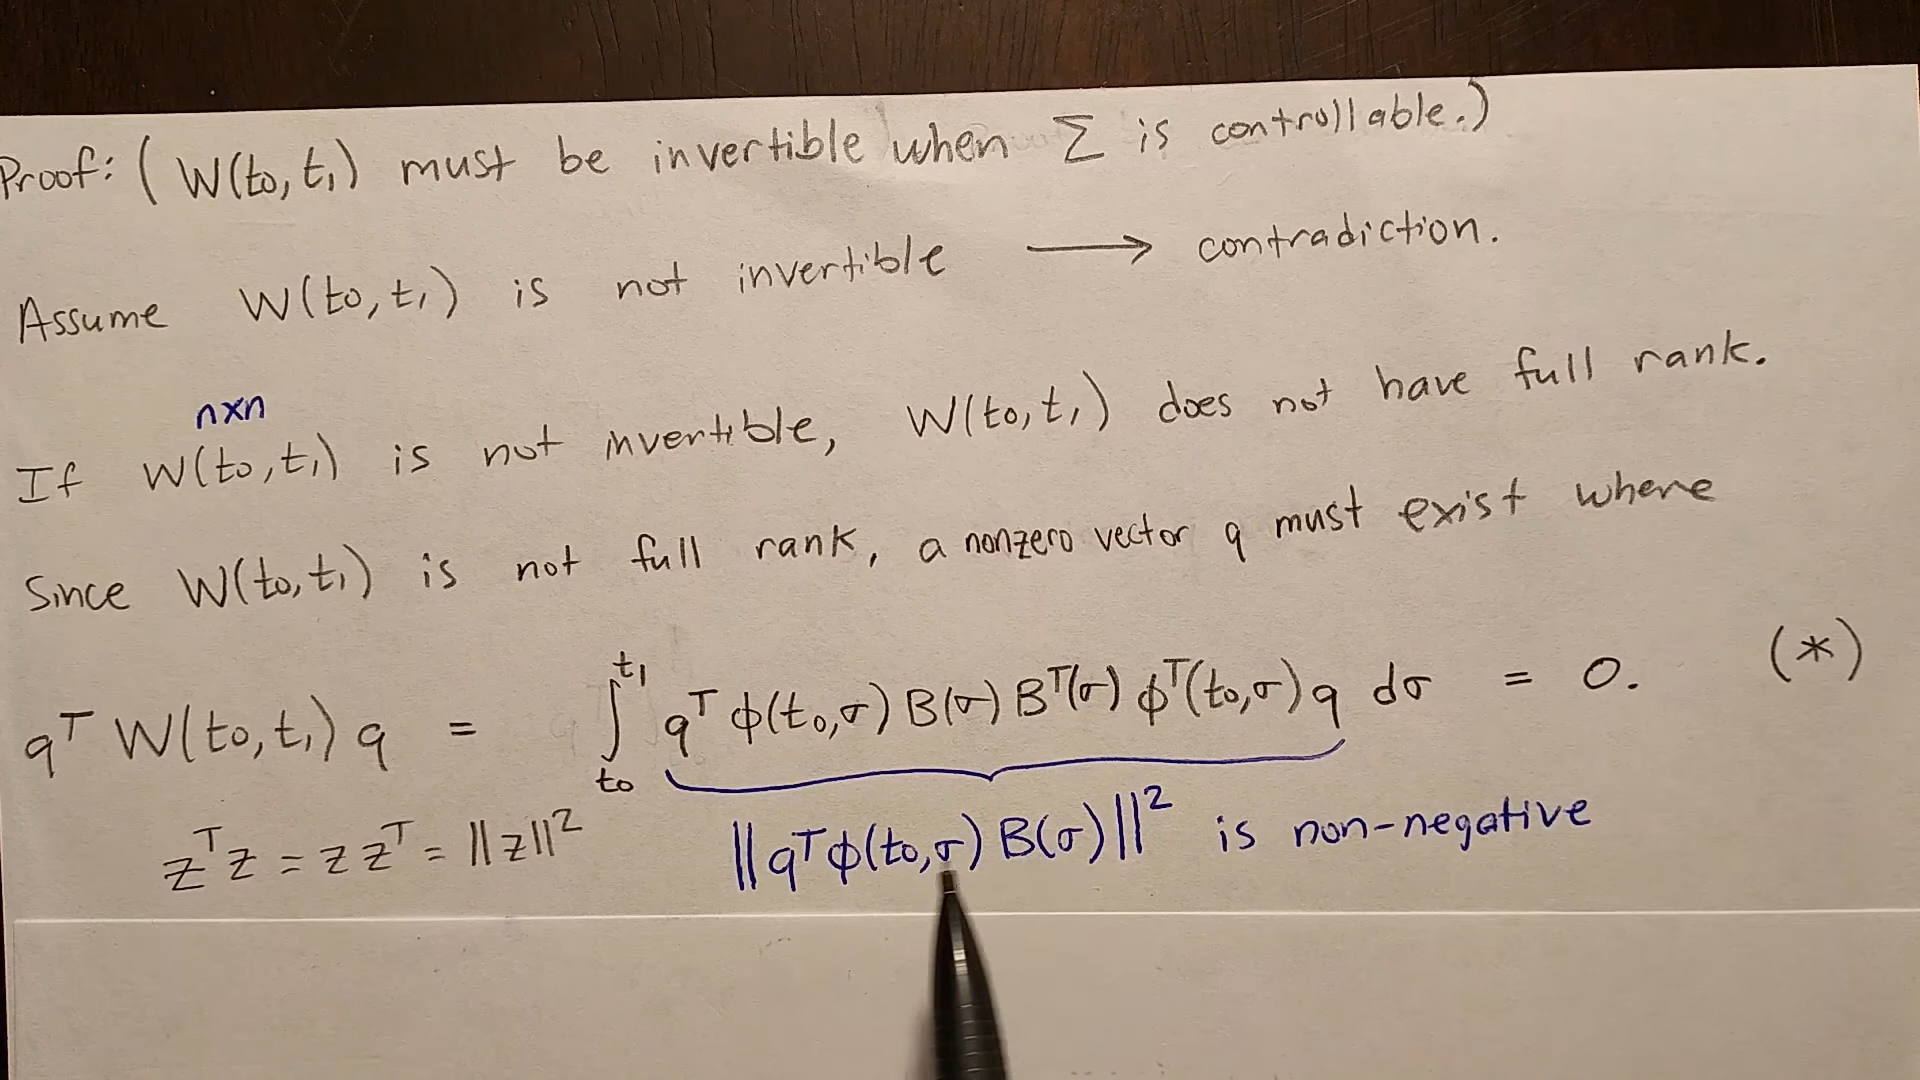 Proof: ( W(t₀, t₁) must be invertible when Σ is controllable.)
Assume W(t₀, t₁) is not invertible ⟶ contradiction.
n×n
If W(t₀, t₁) is not invertible, W(t₀, t₁) does not have full rank.
Since W(t₀, t₁) is not full rank, a nonzero vector q must exist where
qᵀ W(t₀, t₁) q = ∫_{t₀}^{t₁} qᵀ ϕ(t₀, σ) B(σ) Bᵀ(σ) ϕᵀ(t₀, σ) q dσ = 0. (*)
zᵀz = zzᵀ = ||z||² ||qᵀϕ(t₀, σ) B(σ)||² is non-negative